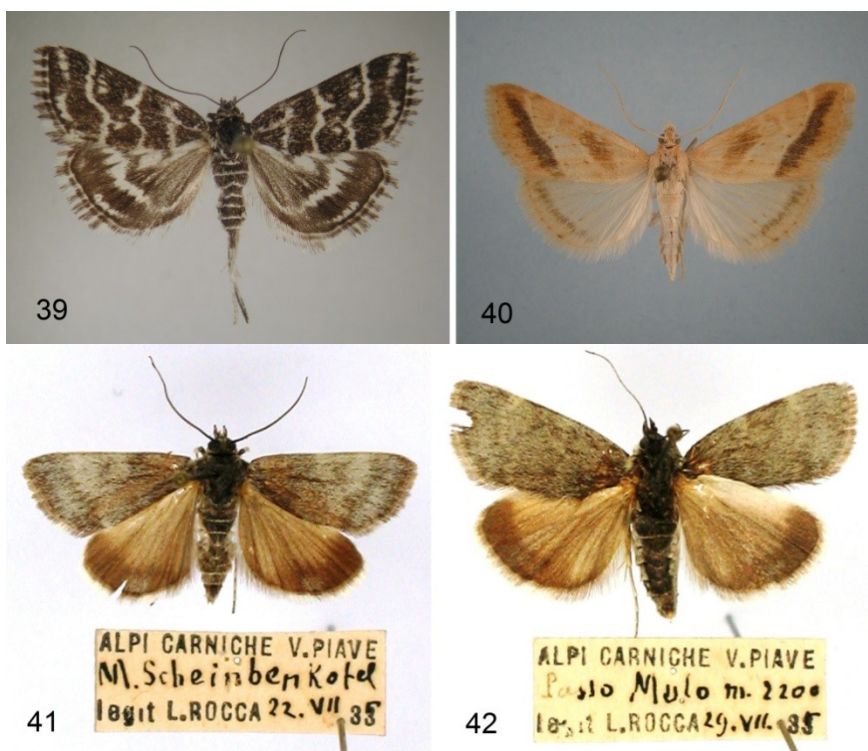 39
40
ALPI CARNICHE V.PIAVE
M. Scheinbenkofel
legit L.ROCCA 22.VII 35
41
ALPI CARNICHE V.PIAVE
Passo Mulo m. 2200
legit L.ROCCA 29.VII. 35
42